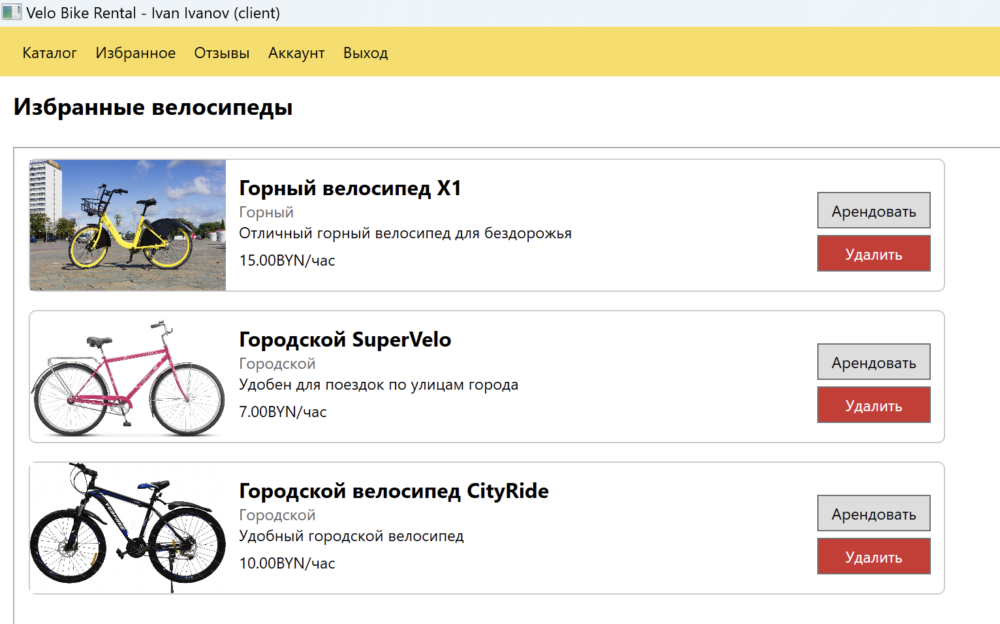 Velo Bike Rental - Ivan Ivanov (client)
Каталог Избранное Отзывы Аккаунт Выход
Избранные велосипеды
Горный велосипед X1
Горный
Отличный горный велосипед для бездорожья
15.00BYN/час
Арендовать
Удалить
Городской SuperVelo
Городской
Удобен для поездок по улицам города
7.00BYN/час
Арендовать
Удалить
Городской велосипед CityRide
Городской
Удобный городской велосипед
10.00BYN/час
Арендовать
Удалить